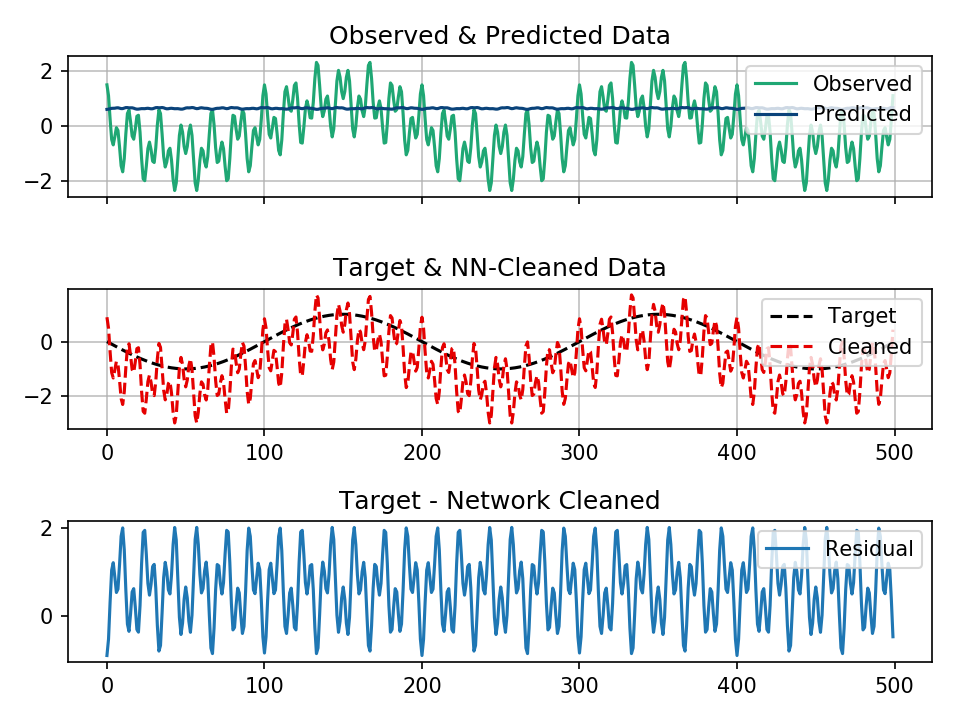 Observed & Predicted Data
2
0
−2
Observed
Predicted
Target & NN-Cleaned Data
0
−2
Target
Cleaned
0 100 200 300 400 500
Target - Network Cleaned
2
0
Residual
0 100 200 300 400 500